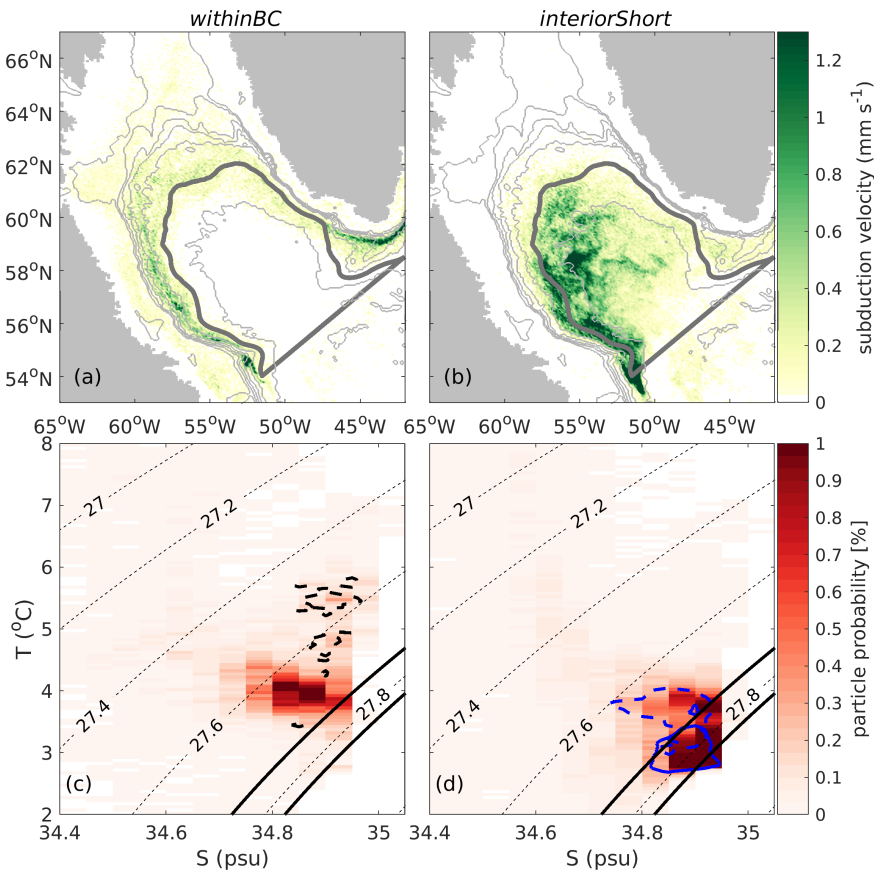 withinBC
interiorShort
66°N
64°N
62°N
60°N
58°N
56°N
54°N
(a)
(b)
65°W 60°W 55°W 50°W 45°W
65°W 60°W 55°W 50°W 45°W
1.2
1
0.8
0.6
0.4
0.2
0
subduction velocity (mm s⁻¹)
8
7
6
5
4
3
2
T (°C)
27
27.2
27.4
27.6
27.8
(c)
34.4 34.6 34.8 35
S (psu)
27
27.2
27.4
27.6
27.8
(d)
34.4 34.6 34.8 35
S (psu)
1
0.9
0.8
0.7
0.6
0.5
0.4
0.3
0.2
0.1
0
particle probability [%]